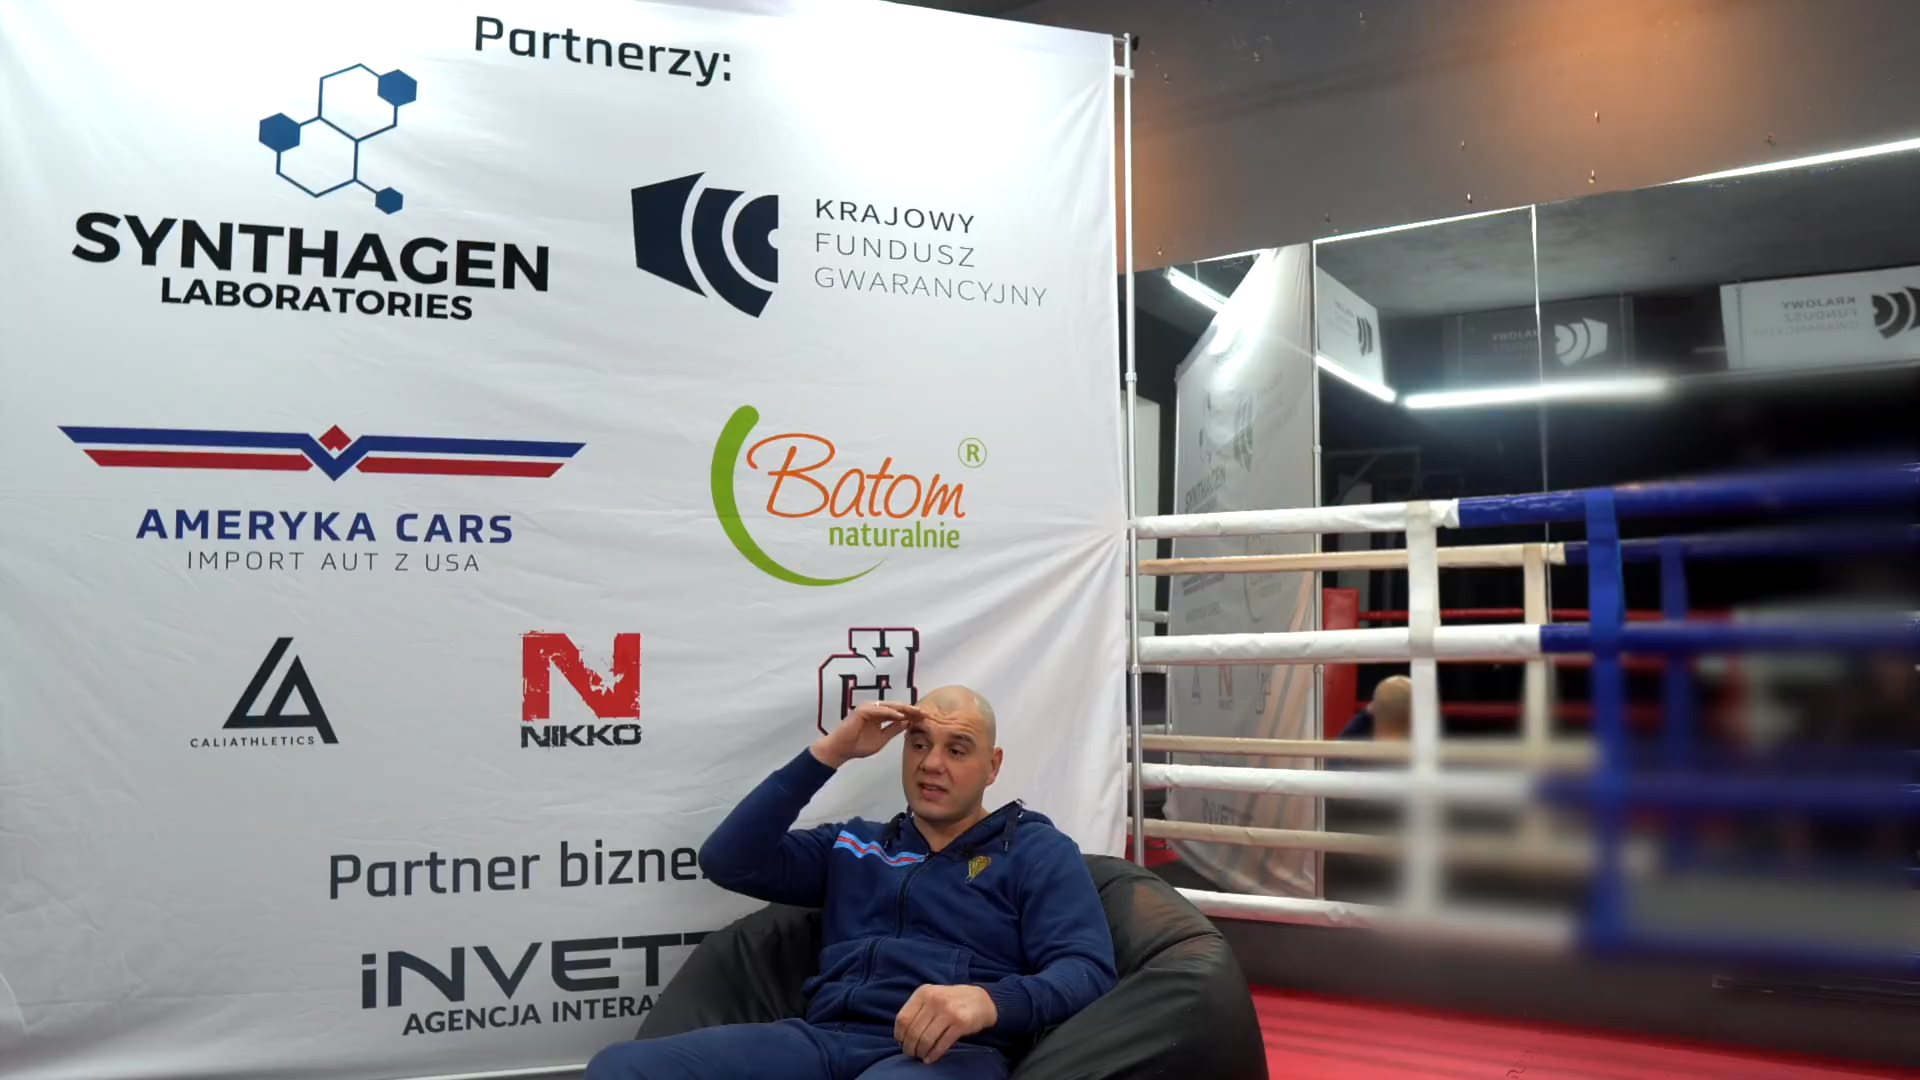 Partnerzy:
SYNTHAGEN
LABORATORIES
KRAJOWY
FUNDUSZ
GWARANCYJNY
AMERYKA CARS
IMPORT AUT Z USA
Batom ®
naturalnie
CALIATHLETICS
N
NIKKO
Partner bizne
iNVETT
AGENCJA INTERA